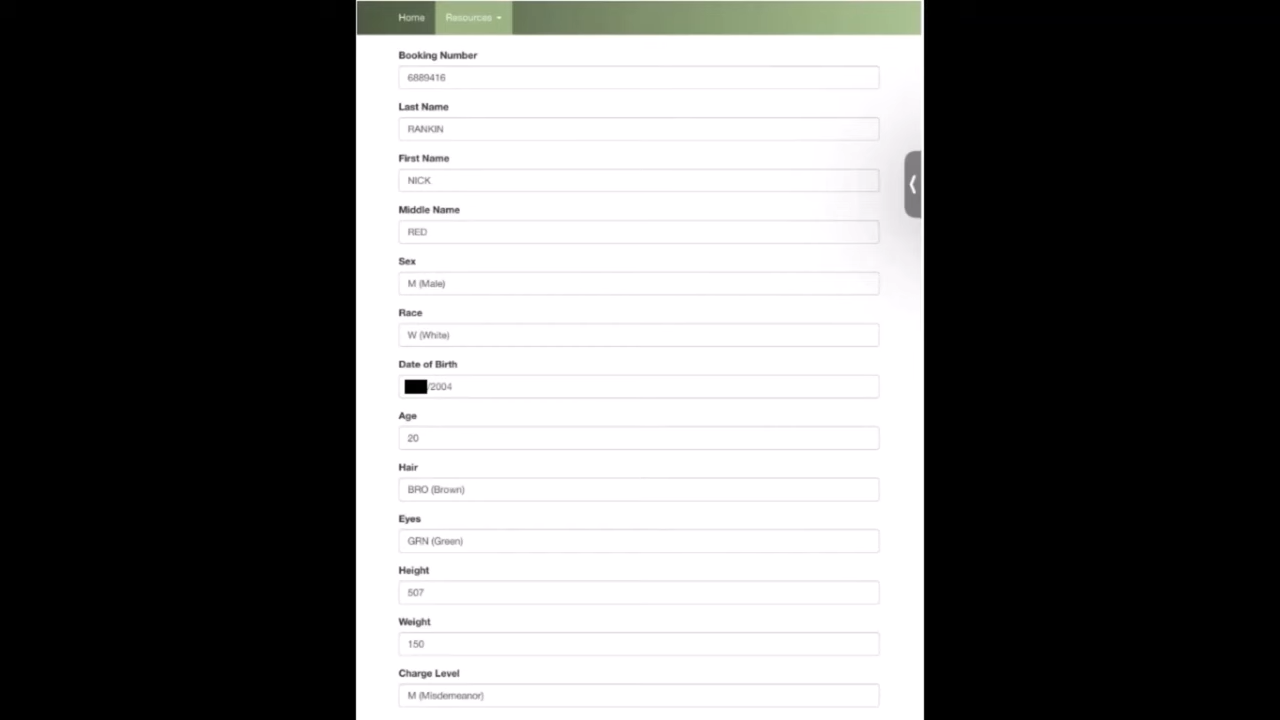 Home Resources
Booking Number
6889416
Last Name
RANKIN
First Name
NICK
Middle Name
RED
Sex
M (Male)
Race
W (White)
Date of Birth
/2004
Age
20
Hair
BRO (Brown)
Eyes
GRN (Green)
Height
507
Weight
150
Charge Level
M (Misdemeanor)